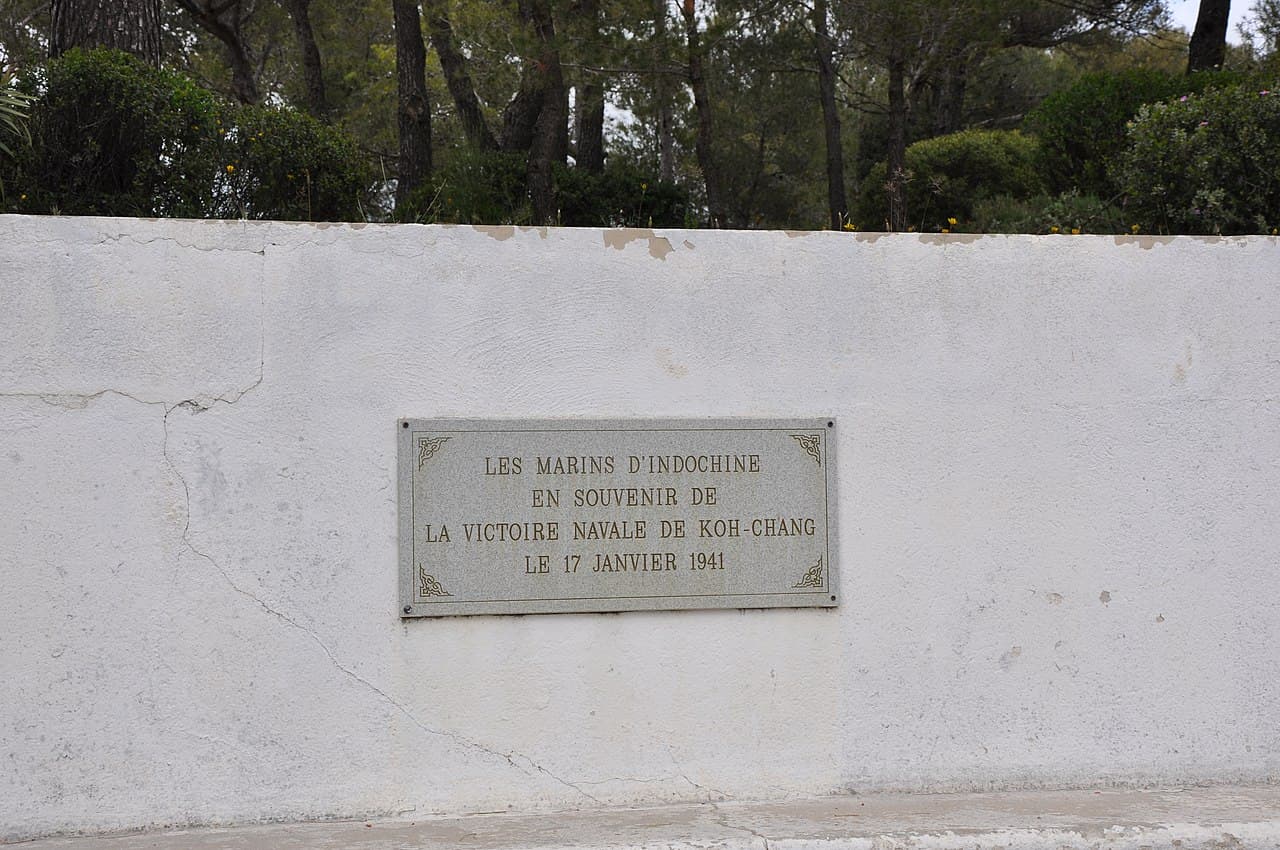 LES MARINS D'INDOCHINE
EN SOUVENIR DE
LA VICTOIRE NAVALE DE KOH-CHANG
LE 17 JANVIER 1941